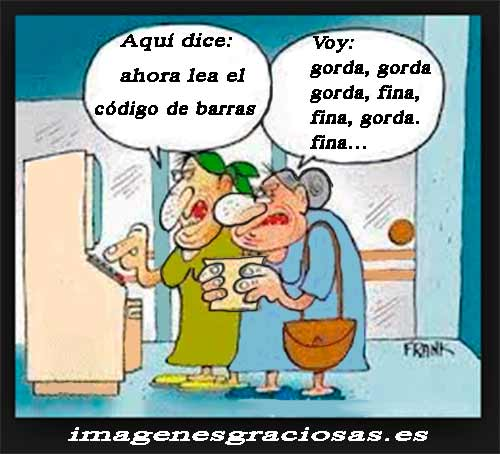 Aquí dice:
ahora lea el
código de barras
Voy:
gorda, gorda
gorda, fina,
fina, gorda.
fina...
FRANK
imagenesgraciosas.es